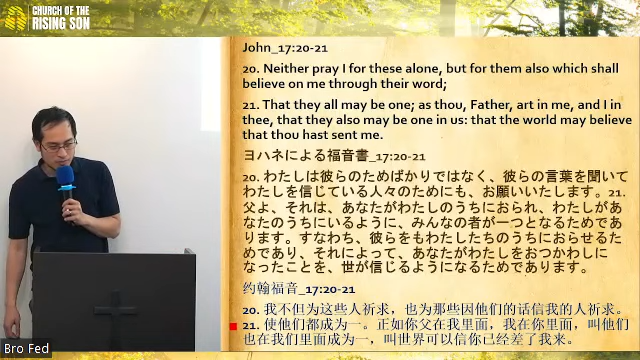 CHURCH OF THE
RISING SON
John_17:20-21
20. Neither pray I for these alone, but for them also which shall
believe on me through their word;
21. That they all may be one; as thou, Father, art in me, and I in
thee, that they also may be one in us: that the world may believe
that thou hast sent me.
ヨハネによる福音書_17:20-21
20. わたしは彼らのためばかりではなく、彼らの言葉を聞いて
わたしを信じている人々のためにも、お願いいたします。21.
父よ、それは、あなたがわたしのうちにおられ、わたしがあ
なたのうちにいるように、みんなの者が一つとなるためであ
ります。すなわち、彼らをもわたしたちのうちにおらせるた
めであり、それによって、あなたがわたしをおつかわしに
なったことを、世が信じるようになるためであります。
约翰福音_17:20-21
20. 我不但为这些人祈求，也为那些因他们的话信我的人祈求。
21. 使他们都成为一。正如你父在我里面，我在你里面，叫他们
也在我们里面成为一，叫世界可以信你已经差了我来。
Bro Fed